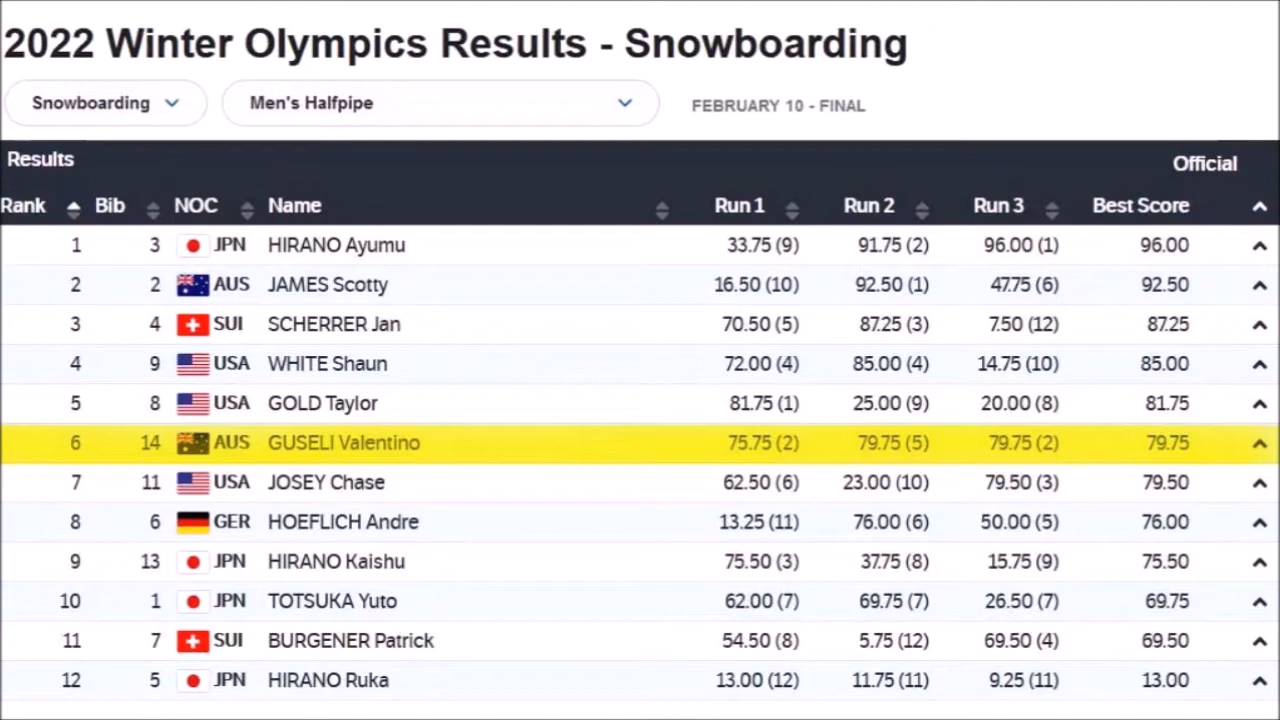 2022 Winter Olympics Results - Snowboarding
Snowboarding Men's Halfpipe FEBRUARY 10 - FINAL
Results Official
Rank Bib NOC Name Run 1 Run 2 Run 3 Best Score
1 3 JPN HIRANO Ayumu 33.75 (9) 91.75 (2) 96.00 (1) 96.00
2 2 AUS JAMES Scotty 16.50 (10) 92.50 (1) 47.75 (6) 92.50
3 4 SUI SCHERRER Jan 70.50 (5) 87.25 (3) 7.50 (12) 87.25
4 9 USA WHITE Shaun 72.00 (4) 85.00 (4) 14.75 (10) 85.00
5 8 USA GOLD Taylor 81.75 (1) 25.00 (9) 20.00 (8) 81.75
6 14 AUS GUSELI Valentino 75.75 (2) 79.75 (5) 79.75 (2) 79.75
7 11 USA JOSEY Chase 62.50 (6) 23.00 (10) 79.50 (3) 79.50
8 6 GER HOEFLICH Andre 13.25 (11) 76.00 (6) 50.00 (5) 76.00
9 13 JPN HIRANO Kaishu 75.50 (3) 37.75 (8) 15.75 (9) 75.50
10 1 JPN TOTSUKA Yuto 62.00 (7) 69.75 (7) 26.50 (7) 69.75
11 7 SUI BURGENER Patrick 54.50 (8) 5.75 (12) 69.50 (4) 69.50
12 5 JPN HIRANO Ruka 13.00 (12) 11.75 (11) 9.25 (11) 13.00